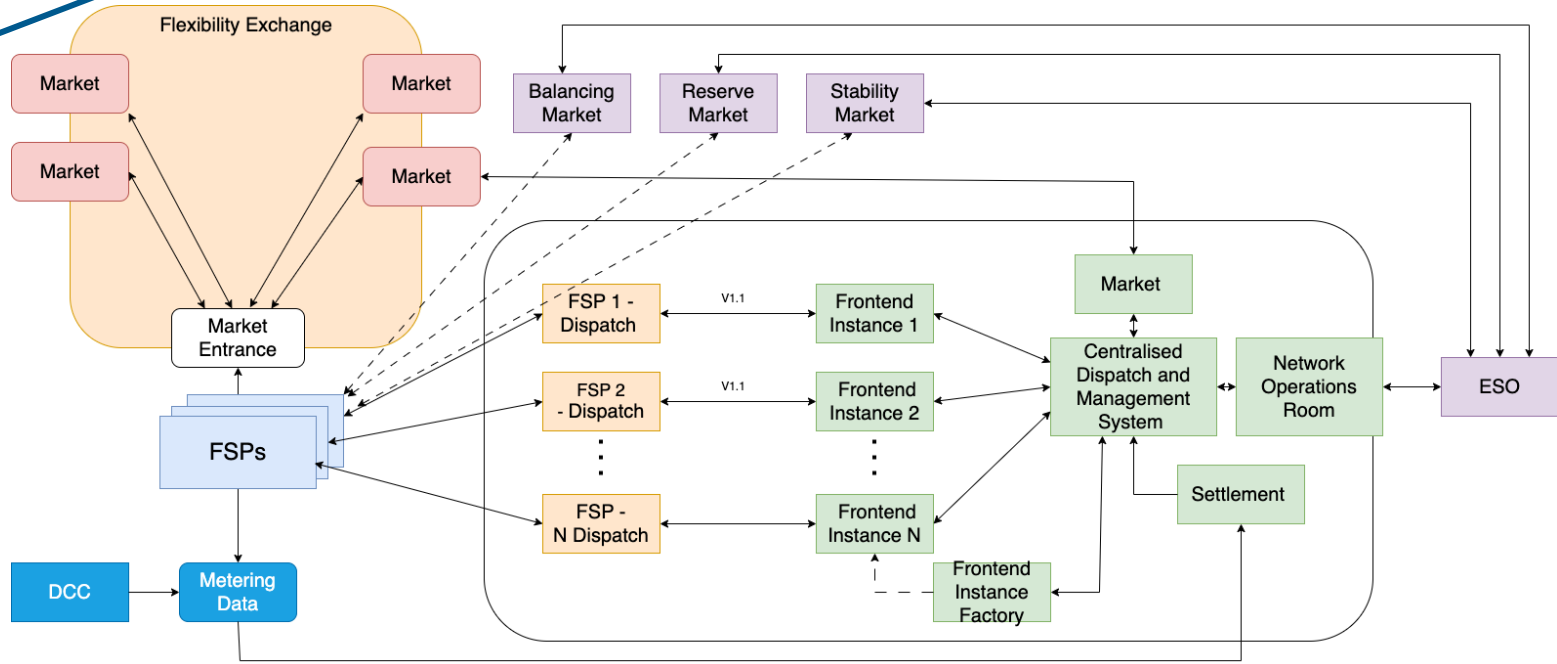 Flexibility Exchange
Market
Market
Balancing
Market
Reserve
Market
Stability
Market
Market
Market
Market
Entrance
FSP 1 -
Dispatch
V1.1
Frontend
Instance 1
Market
FSP 2
- Dispatch
V1.1
Frontend
Instance 2
Centralised
Dispatch and
Management
System
Network
Operations
Room
ESO
FSPs
FSP -
N Dispatch
Frontend
Instance N
Settlement
DCC
Metering
Data
Frontend
Instance
Factory